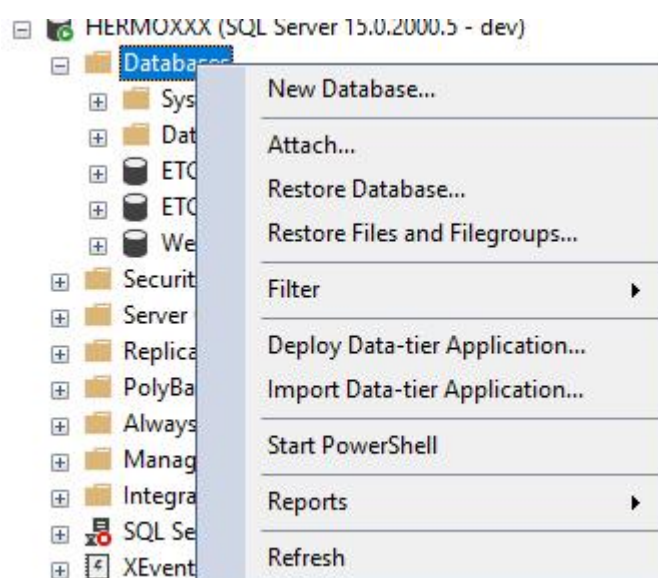 HERMOXXX (SQL Server 15.0.2000.5 - dev)
Databases
Sys
Dat
ETC
ETC
We
Securit
Server
Replica
PolyBa
Always
Manag
Integra
SQL Se
XEvent
New Database...
Attach...
Restore Database...
Restore Files and Filegroups...
Filter
Deploy Data-tier Application...
Import Data-tier Application...
Start PowerShell
Reports
Refresh